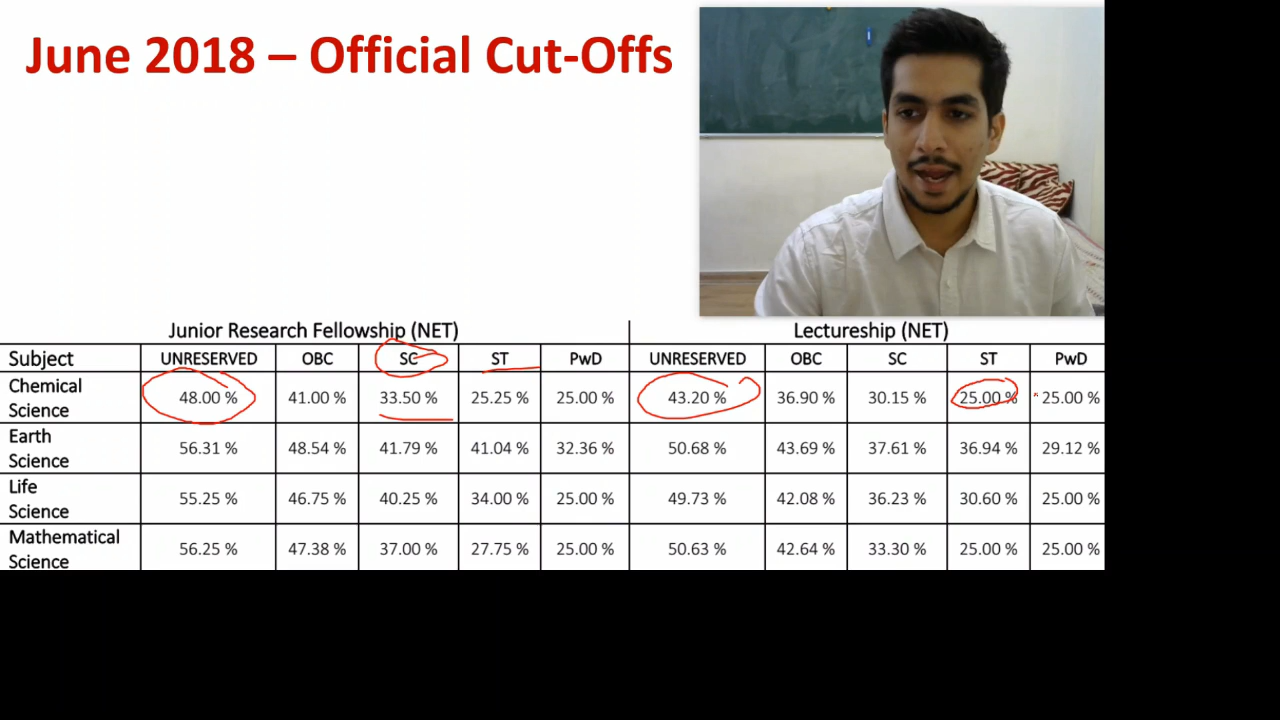 June 2018 – Official Cut-Offs
Junior Research Fellowship (NET) Lectureship (NET)
Subject UNRESERVED OBC SC ST PwD UNRESERVED OBC SC ST PwD
Chemical
Science 48.00 % 41.00 % 33.50 % 25.25 % 25.00 % 43.20 % 36.90 % 30.15 % 25.00 % 25.00 %
Earth
Science 56.31 % 48.54 % 41.79 % 41.04 % 32.36 % 50.68 % 43.69 % 37.61 % 36.94 % 29.12 %
Life
Science 55.25 % 46.75 % 40.25 % 34.00 % 25.00 % 49.73 % 42.08 % 36.23 % 30.60 % 25.00 %
Mathematical
Science 56.25 % 47.38 % 37.00 % 27.75 % 25.00 % 50.63 % 42.64 % 33.30 % 25.00 % 25.00 %